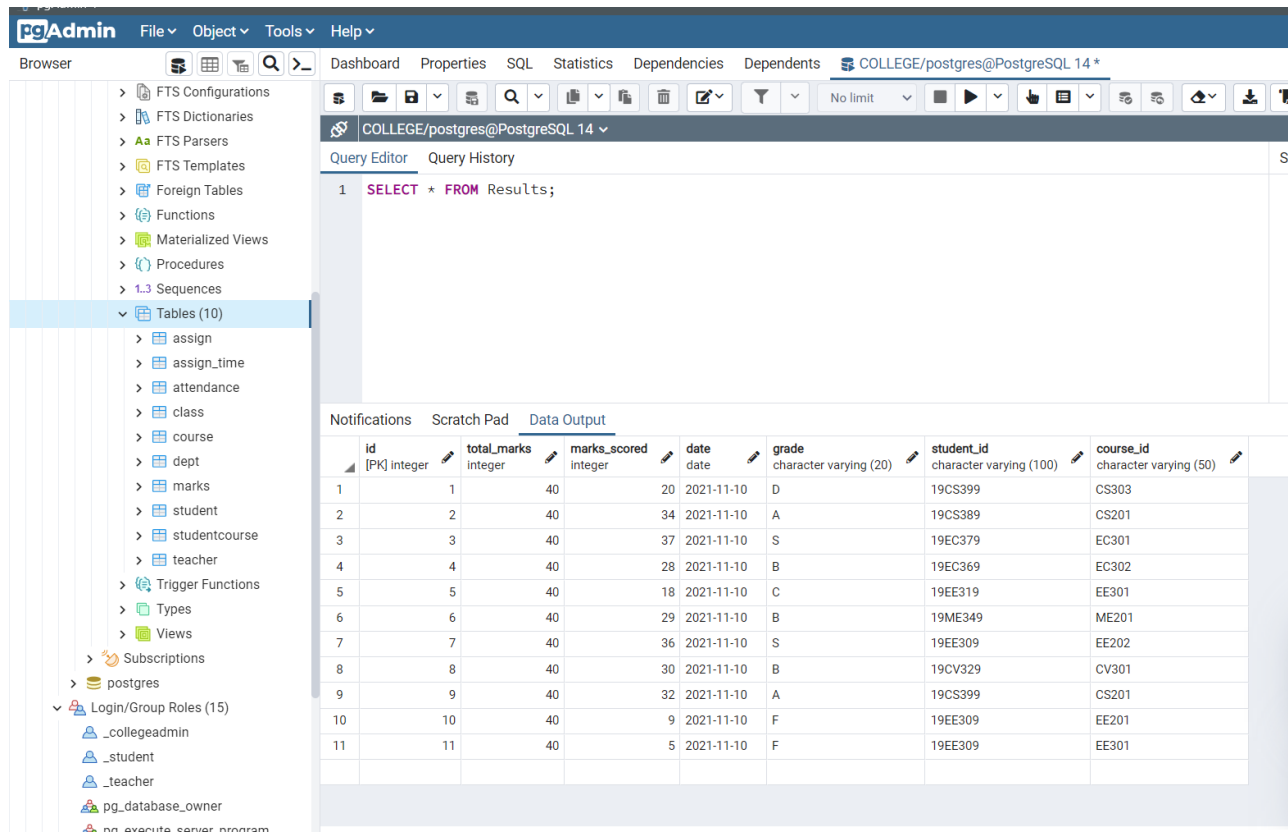 pgAdmin File Object Tools Help
Browser
Dashboard Properties SQL Statistics Dependencies Dependents COLLEGE/postgres@PostgreSQL 14 *
FTS Configurations
FTS Dictionaries
Aa FTS Parsers
FTS Templates
Foreign Tables
Functions
Materialized Views
Procedures
1..3 Sequences
Tables (10)
assign
assign_time
attendance
class
course
dept
marks
student
studentcourse
teacher
Trigger Functions
Types
Views
Subscriptions
postgres
Login/Group Roles (15)
_collegeadmin
_student
_teacher
pg_database_owner
pg_execute_server_program
No limit
COLLEGE/postgres@PostgreSQL 14
Query Editor Query History
1 SELECT * FROM Results;
Notifications Scratch Pad Data Output
id total_marks marks_scored date grade student_id course_id
[PK] integer integer integer date character varying (20) character varying (100) character varying (50)
1 1 40 20 2021-11-10 D 19CS399 CS303
2 2 40 34 2021-11-10 A 19CS389 CS201
3 3 40 37 2021-11-10 S 19EC379 EC301
4 4 40 28 2021-11-10 B 19EC369 EC302
5 5 40 18 2021-11-10 C 19EE319 EE301
6 6 40 29 2021-11-10 B 19ME349 ME201
7 7 40 36 2021-11-10 S 19EE309 EE202
8 8 40 30 2021-11-10 B 19CV329 CV301
9 9 40 32 2021-11-10 A 19CS399 CS201
10 10 40 9 2021-11-10 F 19EE309 EE201
11 11 40 5 2021-11-10 F 19EE309 EE301